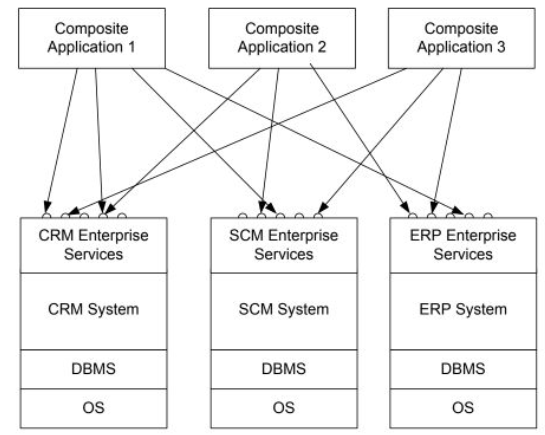 Composite
Application 1
Composite
Application 2
Composite
Application 3
CRM Enterprise
Services
SCM Enterprise
Services
ERP Enterprise
Services
CRM System
SCM System
ERP System
DBMS
DBMS
DBMS
OS
OS
OS